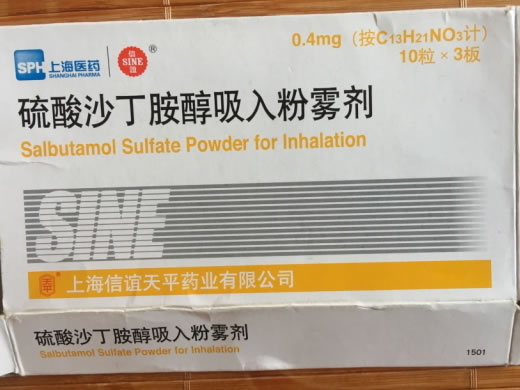 SPH 上海医药
SHANGHAI PHARMA
信
SINE
谊
®
0.4mg（按C₁₃H₂₁NO₃计）
10粒 × 3板
硫酸沙丁胺醇吸入粉雾剂
Salbutamol Sulfate Powder for Inhalation
SINE
天平 上海信谊天平药业有限公司
硫酸沙丁胺醇吸入粉雾剂
Salbutamol Sulfate Powder for Inhalation
1501